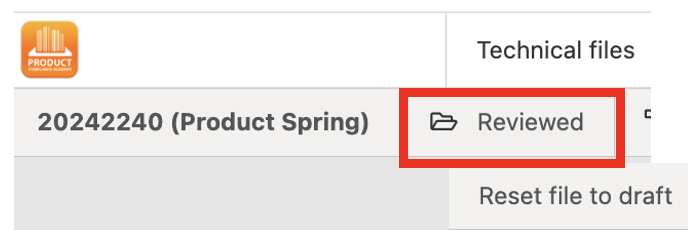 PRODUCT
COMPLIANCE ACADEMY
Technical files
20242240 (Product Spring)
Reviewed
Reset file to draft